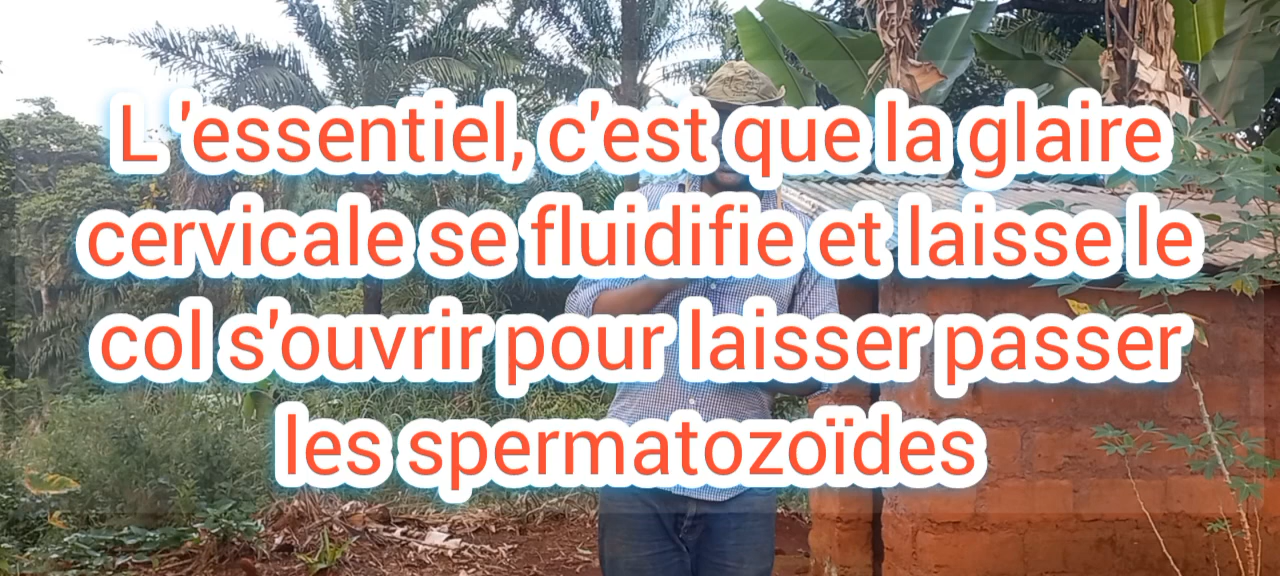 L 'essentiel, c'est que la glaire
cervicale se fluidifie et laisse le
col s'ouvrir pour laisser passer
les spermatozoïdes